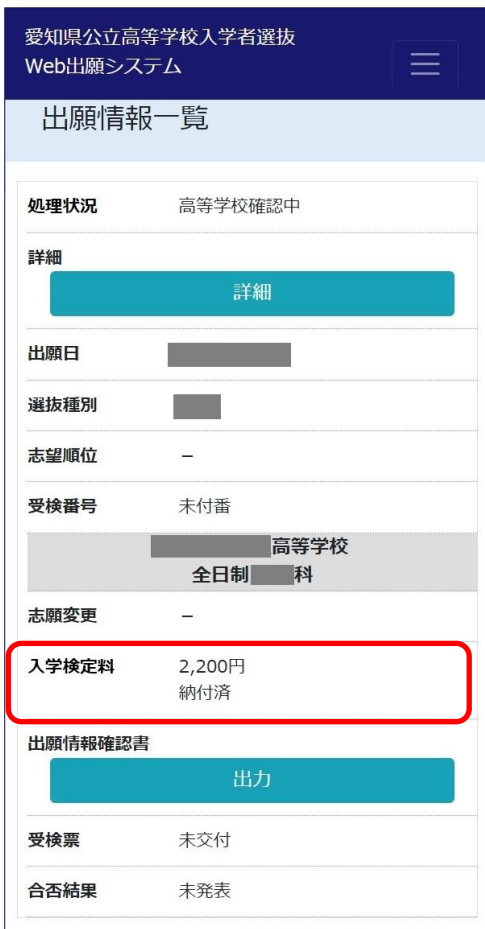 愛知県公立高等学校入学者選抜
Web出願システム
出願情報一覧
処理状況 高等学校確認中
詳細
詳細
出願日
選抜種別
志望順位 －
受検番号 未付番
高等学校
全日制 科
志願変更 －
入学検定料 2,200円
納付済
出願情報確認書
出力
受検票 未交付
合否結果 未発表